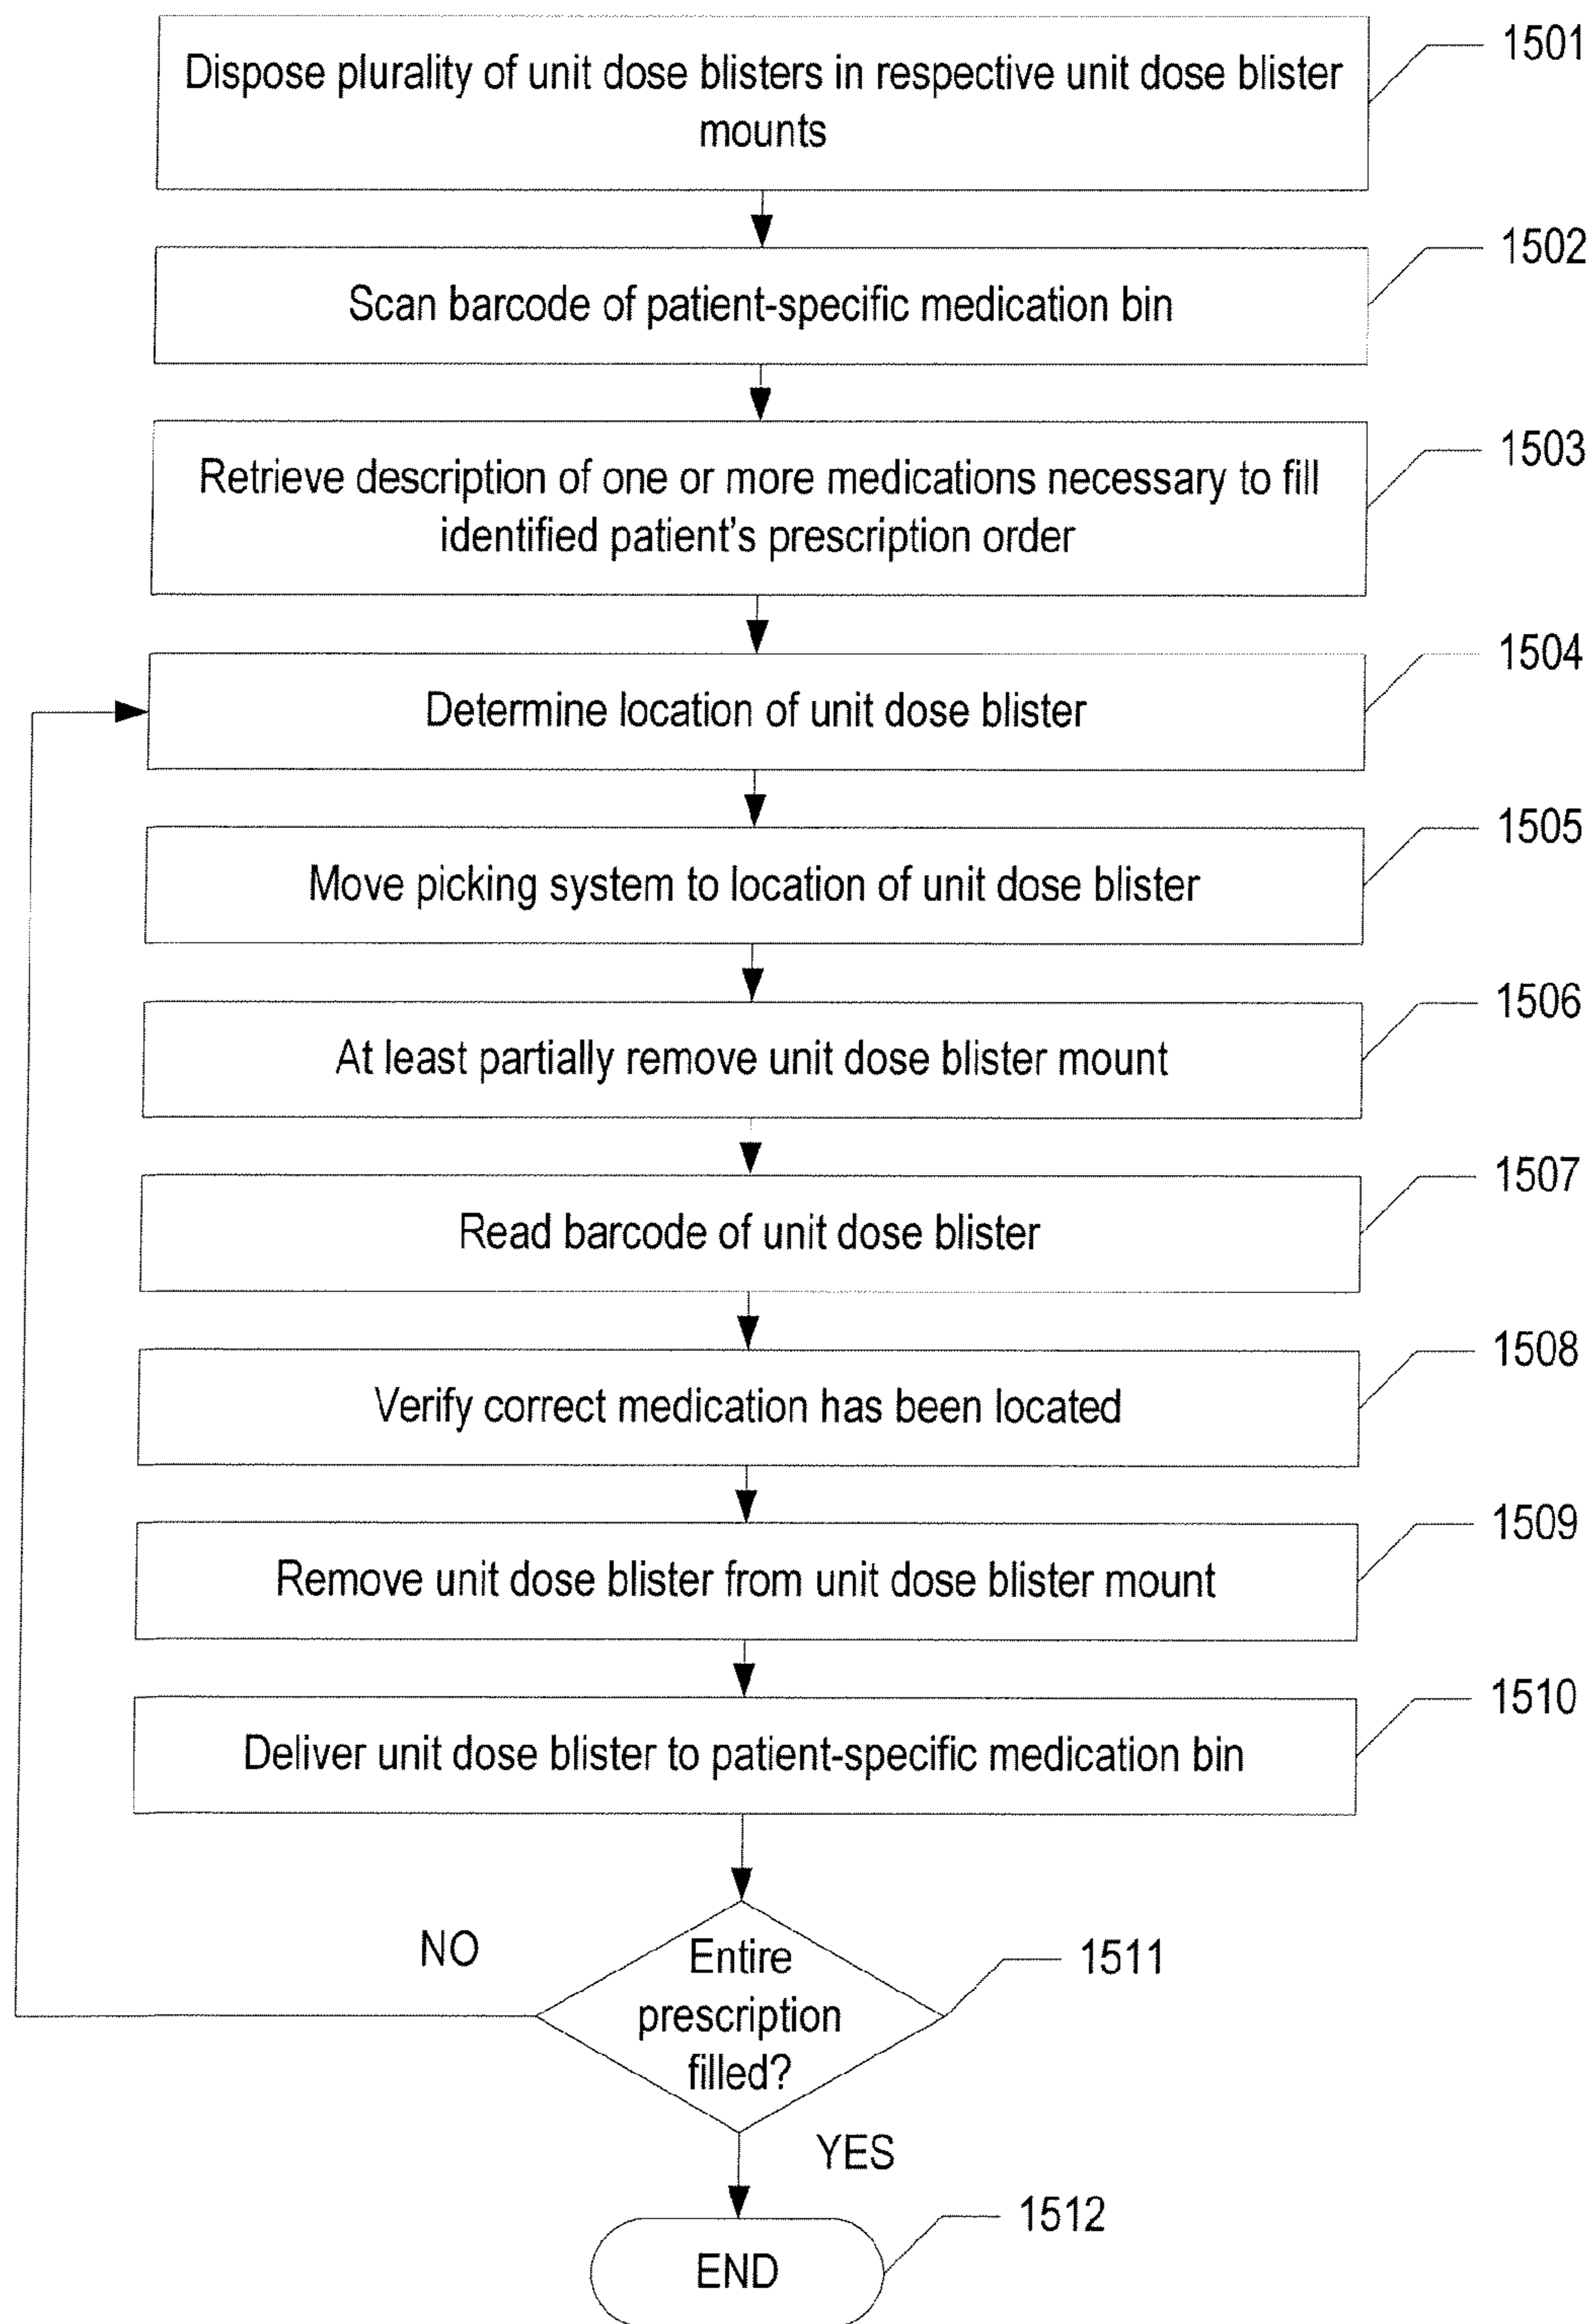 1501
Dispose plurality of unit dose blisters in respective unit dose blister
mounts
1502
Scan barcode of patient-specific medication bin
1503
Retrieve description of one or more medications necessary to fill
identified patient's prescription order
1504
Determine location of unit dose blister
1505
Move picking system to location of unit dose blister
1506
At least partially remove unit dose blister mount
1507
Read barcode of unit dose blister
1508
Verify correct medication has been located
1509
Remove unit dose blister from unit dose blister mount
1510
Deliver unit dose blister to patient-specific medication bin
NO
Entire
prescription
filled?
1511
YES
1512
END